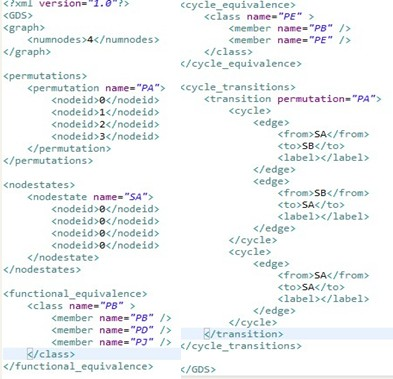 <?xml version="1.0"?>
<GDS>
<graph>
<numnodes>4</numnodes>
</graph>
<permutations>
<permutation name="PA">
<nodeid>0</nodeid>
<nodeid>1</nodeid>
<nodeid>2</nodeid>
<nodeid>3</nodeid>
</permutation>
</permutations>
<nodestates>
<nodestate name="SA">
<nodeid>0</nodeid>
<nodeid>0</nodeid>
<nodeid>0</nodeid>
<nodeid>0</nodeid>
</nodestate>
</nodestates>
<functional_equivalence>
<class name="PB" >
<member name="PB" />
<member name="PD" />
<member name="PJ" />
</class>
</functional_equivalence>
<cycle_equivalence>
<class name="PE" >
<member name="PB" />
<member name="PE" />
</class>
</cycle_equivalence>
<cycle_transitions>
<transition permutation="PA">
<cycle>
<edge>
<from>SA</from>
<to>SB</to>
<label></label>
</edge>
<edge>
<from>SB</from>
<to>SA</to>
<label></label>
</edge>
</cycle>
<cycle>
<edge>
<from>SA</from>
<to>SA</to>
<label></label>
</edge>
</cycle>
</transition>
</cycle_transitions>
</GDS>